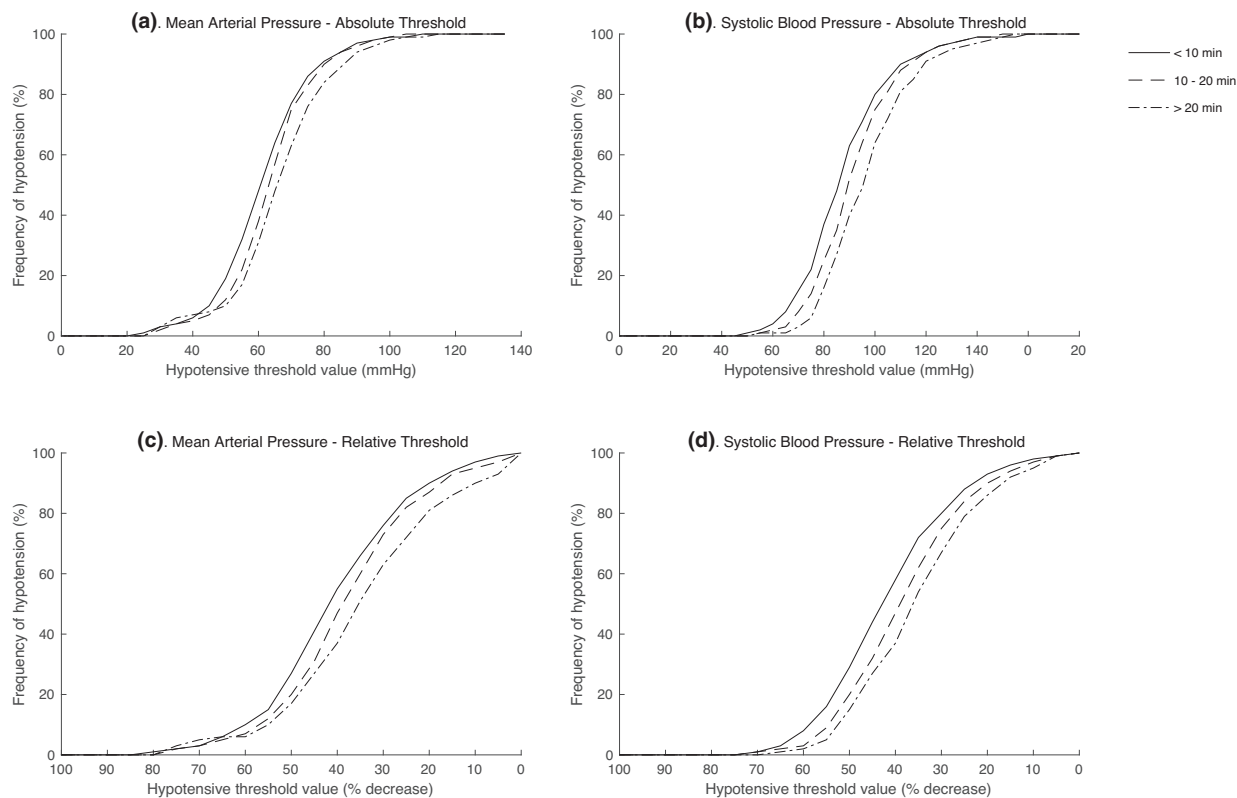 (a). Mean Arterial Pressure - Absolute Threshold
100
80
60
40
20
0
Frequency of hypotension (%)
0 20 40 60 80 100 120 140
Hypotensive threshold value (mmHg)
(b). Systolic Blood Pressure - Absolute Threshold
100
80
60
40
20
0
Frequency of hypotension (%)
0 20 40 60 80 100 140 0 20
Hypotensive threshold value (mmHg)
< 10 min
10 - 20 min
> 20 min
(c). Mean Arterial Pressure - Relative Threshold
100
80
60
40
20
0
Frequency of hypotension (%)
100 90 80 70 60 50 40 30 20 10 0
Hypotensive threshold value (% decrease)
(d). Systolic Blood Pressure - Relative Threshold
100
80
60
40
20
0
Frequency of hypotension (%)
100 90 80 70 60 50 40 30 20 10 0
Hypotensive threshold value (% decrease)